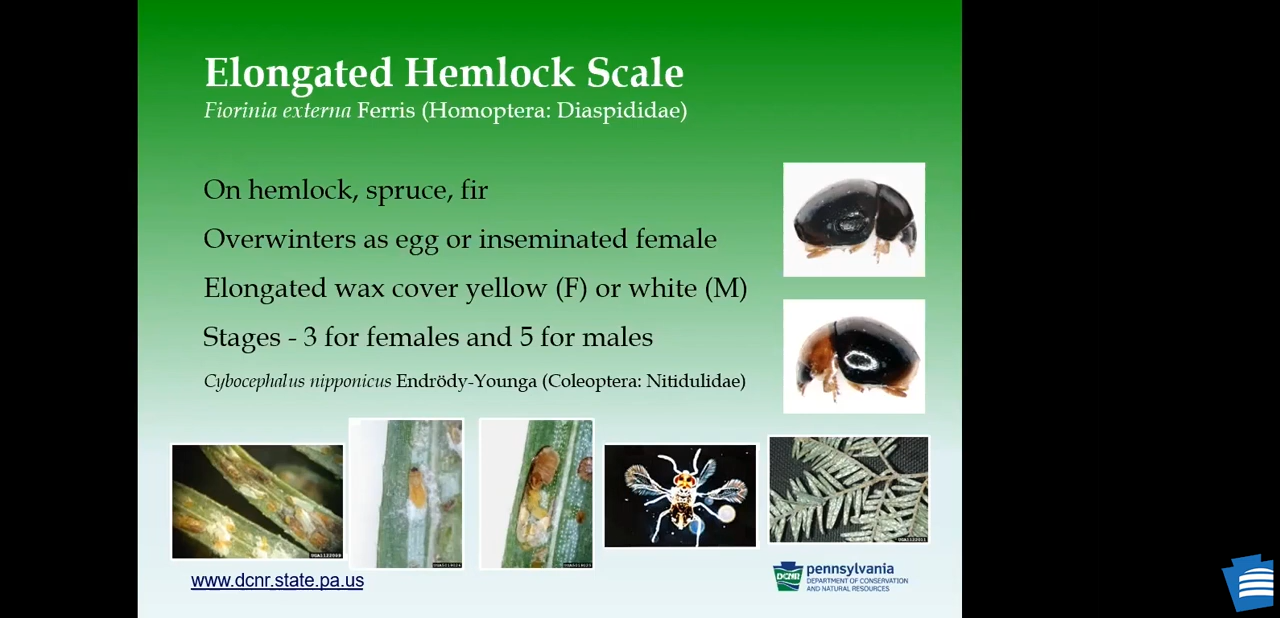 Elongated Hemlock Scale
Fiorinia externa Ferris (Homoptera: Diaspididae)
On hemlock, spruce, fir
Overwinters as egg or inseminated female
Elongated wax cover yellow (F) or white (M)
Stages - 3 for females and 5 for males
Cybocephalus nipponicus Endrödy-Younga (Coleoptera: Nitidulidae)
www.dcnr.state.pa.us
DCNR
pennsylvania
DEPARTMENT OF CONSERVATION
AND NATURAL RESOURCES